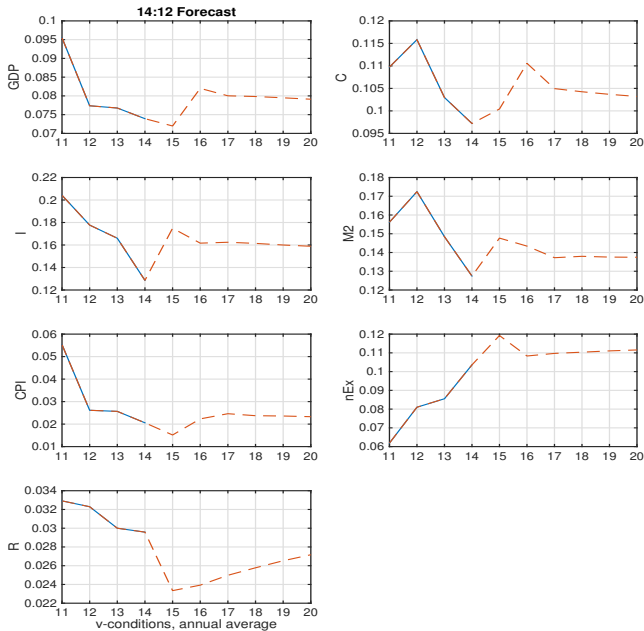 14:12 Forecast
0.1
0.095
0.09
0.085
0.08
0.075
0.07
GDP
11 12 13 14 15 16 17 18 19 20
0.12
0.115
0.11
0.105
0.1
0.095
C
11 12 13 14 15 16 17 18 19 20
0.22
0.2
0.18
0.16
0.14
0.12
I
11 12 13 14 15 16 17 18 19 20
0.18
0.17
0.16
0.15
0.14
0.13
0.12
M2
11 12 13 14 15 16 17 18 19 20
0.06
0.05
0.04
0.03
0.02
0.01
CPI
11 12 13 14 15 16 17 18 19 20
0.12
0.11
0.1
0.09
0.08
0.07
0.06
nEx
11 12 13 14 15 16 17 18 19 20
0.034
0.032
0.03
0.028
0.026
0.024
0.022
R
11 12 13 14 15 16 17 18 19 20
v-conditions, annual average